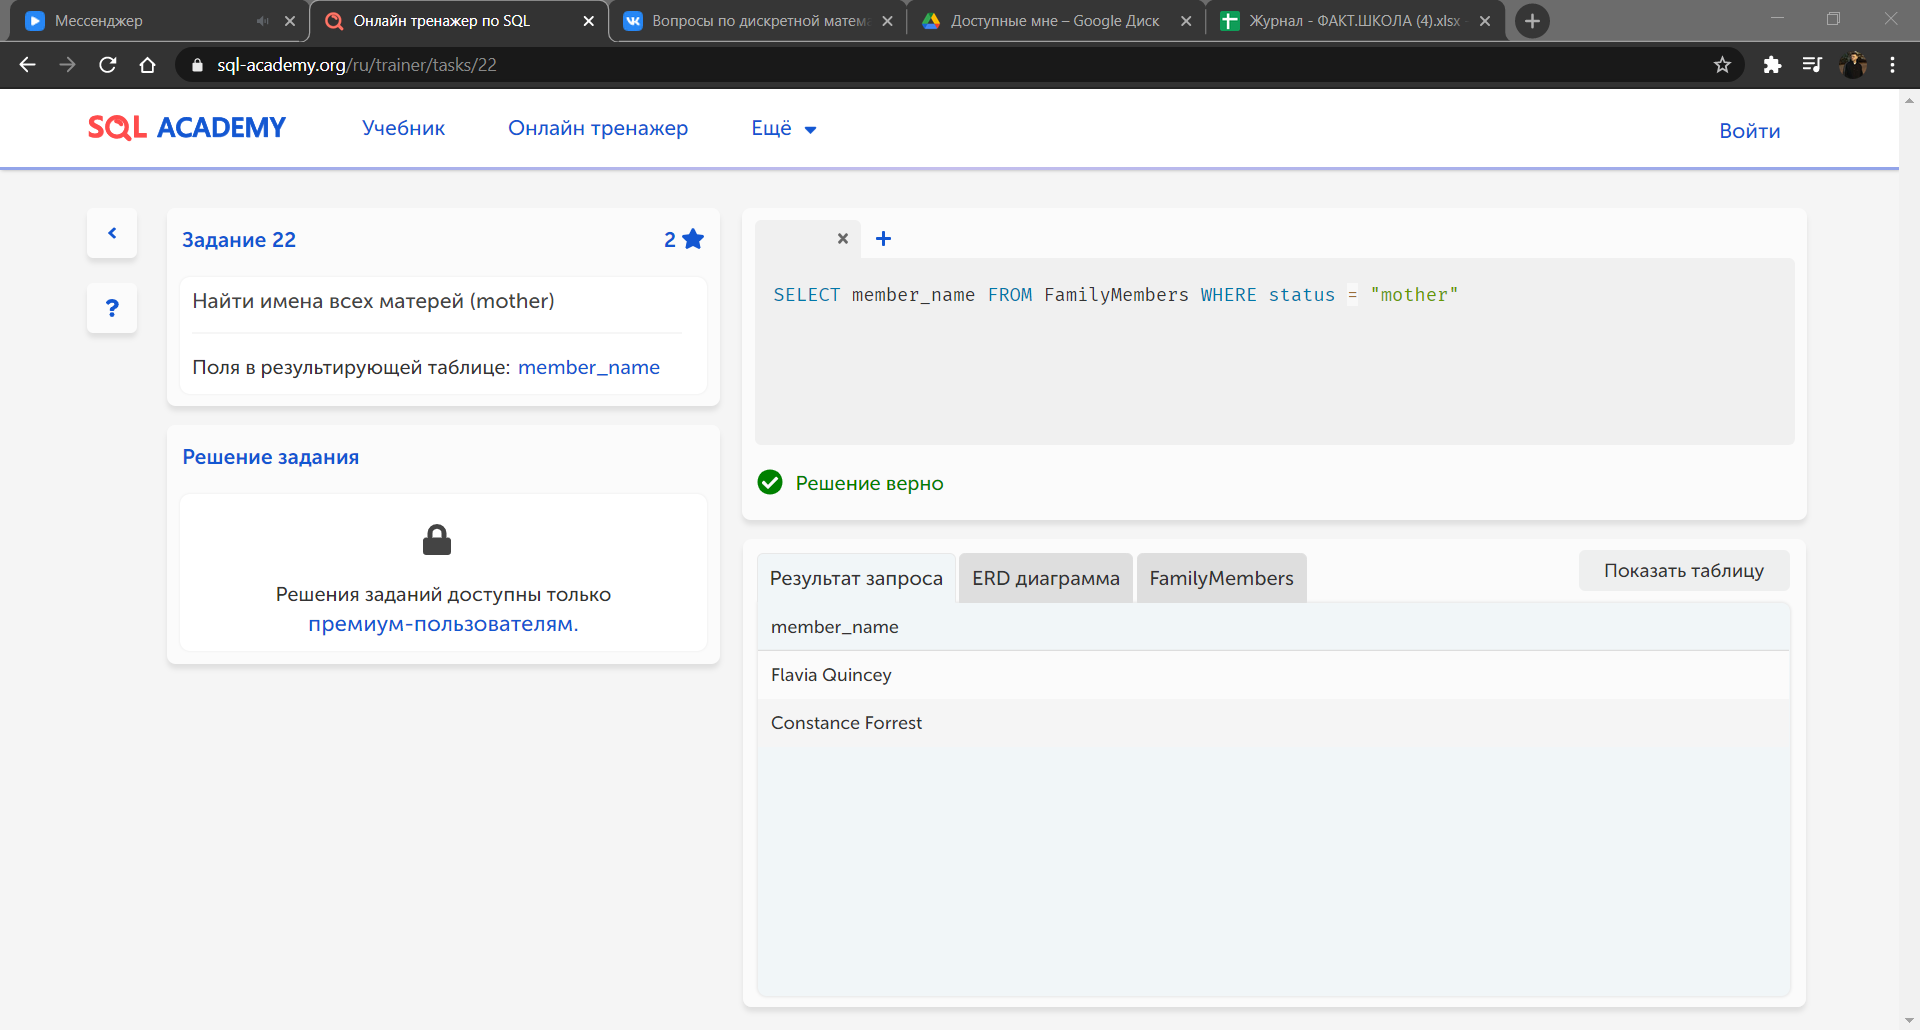 Мессенджер
Онлайн тренажер по SQL
Вопросы по дискретной матема
Доступные мне – Google Диск
Журнал - ФАКТ.ШКОЛА (4).xlsx
sql-academy.org/ru/trainer/tasks/22
SQL ACADEMY
Учебник
Онлайн тренажер
Ещё
Войти
Задание 22
2
Найти имена всех матерей (mother)
Поля в результирующей таблице: member_name
Решение задания
Решения заданий доступны только
премиум-пользователям.
SELECT member_name FROM FamilyMembers WHERE status = "mother"
Решение верно
Результат запроса
ERD диаграмма
FamilyMembers
Показать таблицу
member_name
Flavia Quincey
Constance Forrest